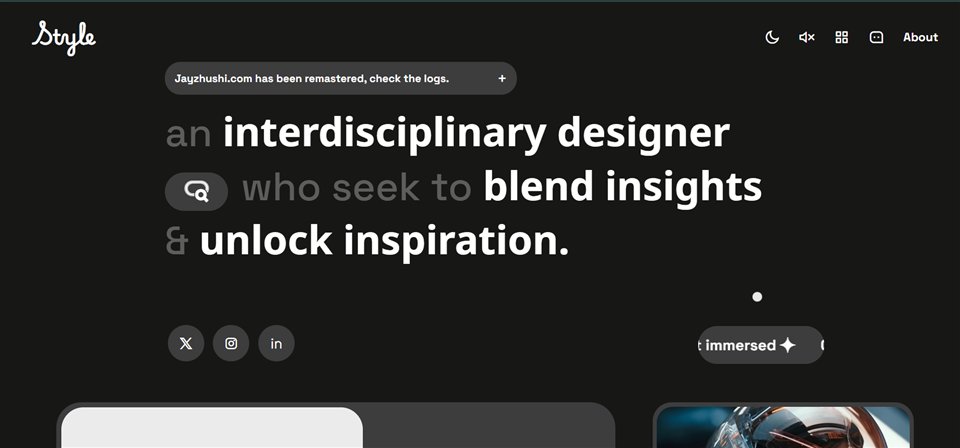 Style
About
Jayzhushi.com has been remastered, check the logs.
+
an interdisciplinary designer
who seek to blend insights
& unlock inspiration.
X
in
immersed